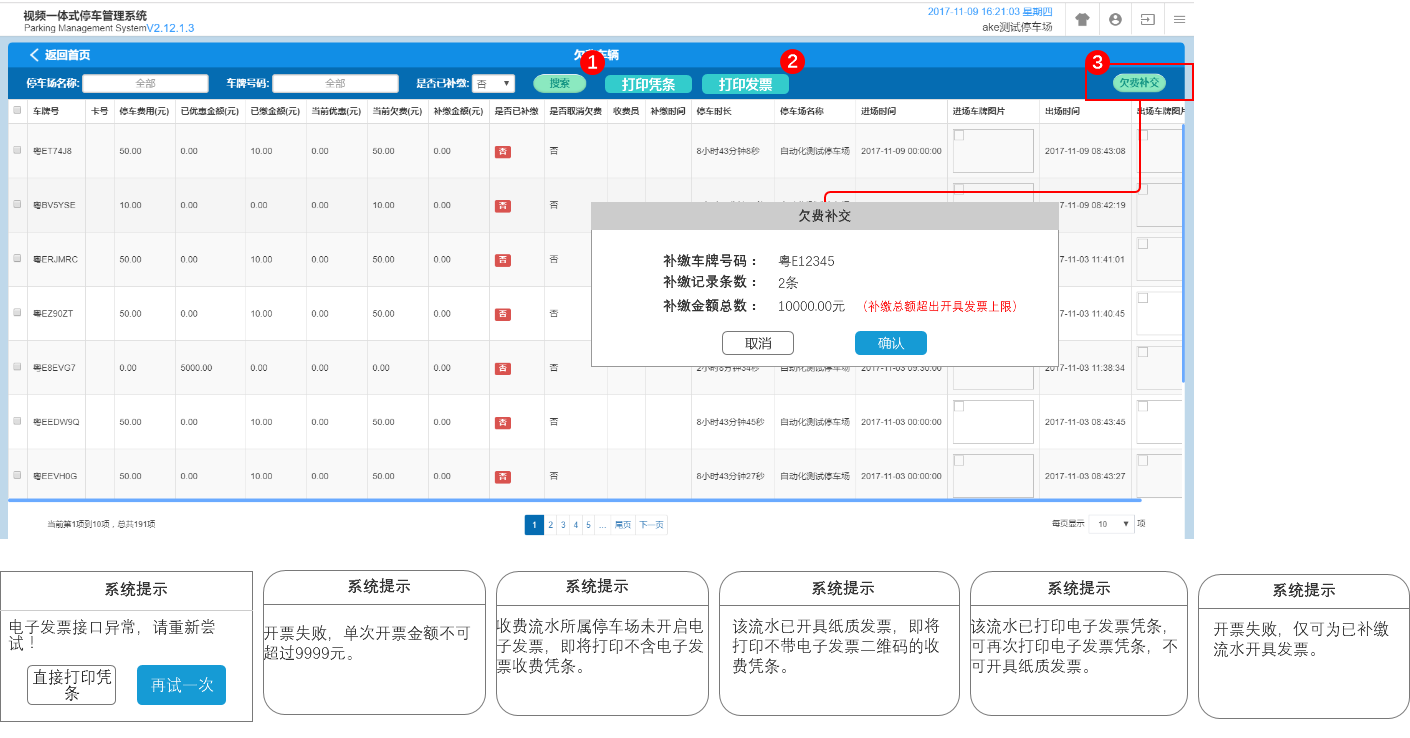 视频一体式停车管理系统
Parking Management SystemV2.12.1.3
2017-11-09 16:21:03 星期四
ake测试停车场
返回首页
欠费车辆
停车场名称: 全部 车牌号码: 全部 是否已补缴: 否 搜索 1 打印凭条 打印发票 2 3 欠费补交
车牌号 卡号 停车费用(元) 已优惠金额(元) 已缴金额(元) 当前优惠(元) 当前欠费(元) 补缴金额(元) 是否已补缴 是否取消欠费 收费员 补缴时间 停车时长 停车场名称 进场时间 进场车牌图片 出场时间 出场车牌图片
粤ET74J8 50.00 0.00 10.00 0.00 50.00 0.00 否 否 8小时43分钟8秒 自动化测试停车场 2017-11-09 00:00:00 2017-11-09 08:43:08
粤BV5YSE 10.00 0.00 0.00 0.00 10.00 0.00 否 否 7-11-09 08:42:19
粤ERJMRC 50.00 0.00 10.00 0.00 50.00 0.00 否 否 7-11-03 11:41:01
粤EZ90ZT 50.00 0.00 10.00 0.00 50.00 0.00 否 否 7-11-03 11:40:45
粤E8EVG7 0.00 5000.00 0.00 0.00 0.00 0.00 否 否 2小时8分钟34秒 自动化测试停车场 2017-11-03 09:30:00 2017-11-03 11:38:34
粤EEDW9Q 50.00 0.00 10.00 0.00 50.00 0.00 否 否 8小时43分钟45秒 自动化测试停车场 2017-11-03 00:00:00 2017-11-03 08:43:45
粤EEVH0G 50.00 0.00 10.00 0.00 50.00 0.00 否 否 8小时43分钟27秒 自动化测试停车场 2017-11-03 00:00:00 2017-11-03 08:43:27
欠费补交
补缴车牌号码： 粤E12345
补缴记录条数： 2条
补缴金额总数： 10000.00元 （补缴总额超出开具发票上限）
取消 确认
当前第1项到10项，总共191项
1 2 3 4 5 ... 尾页 下一页
每页显示 10 项
系统提示
电子发票接口异常，请重新尝
试！
直接打印凭
条
再试一次
系统提示
开票失败，单次开票金额不可
超过9999元。
系统提示
收费流水所属停车场未开启电
子发票，即将打印不含电子发
票收费凭条。
系统提示
该流水已开具纸质发票，即将
打印不带电子发票二维码的收
费凭条。
系统提示
该流水已打印电子发票凭条，
可再次打印电子发票凭条，不
可开具纸质发票。
系统提示
开票失败，仅可为已补缴
流水开具发票。